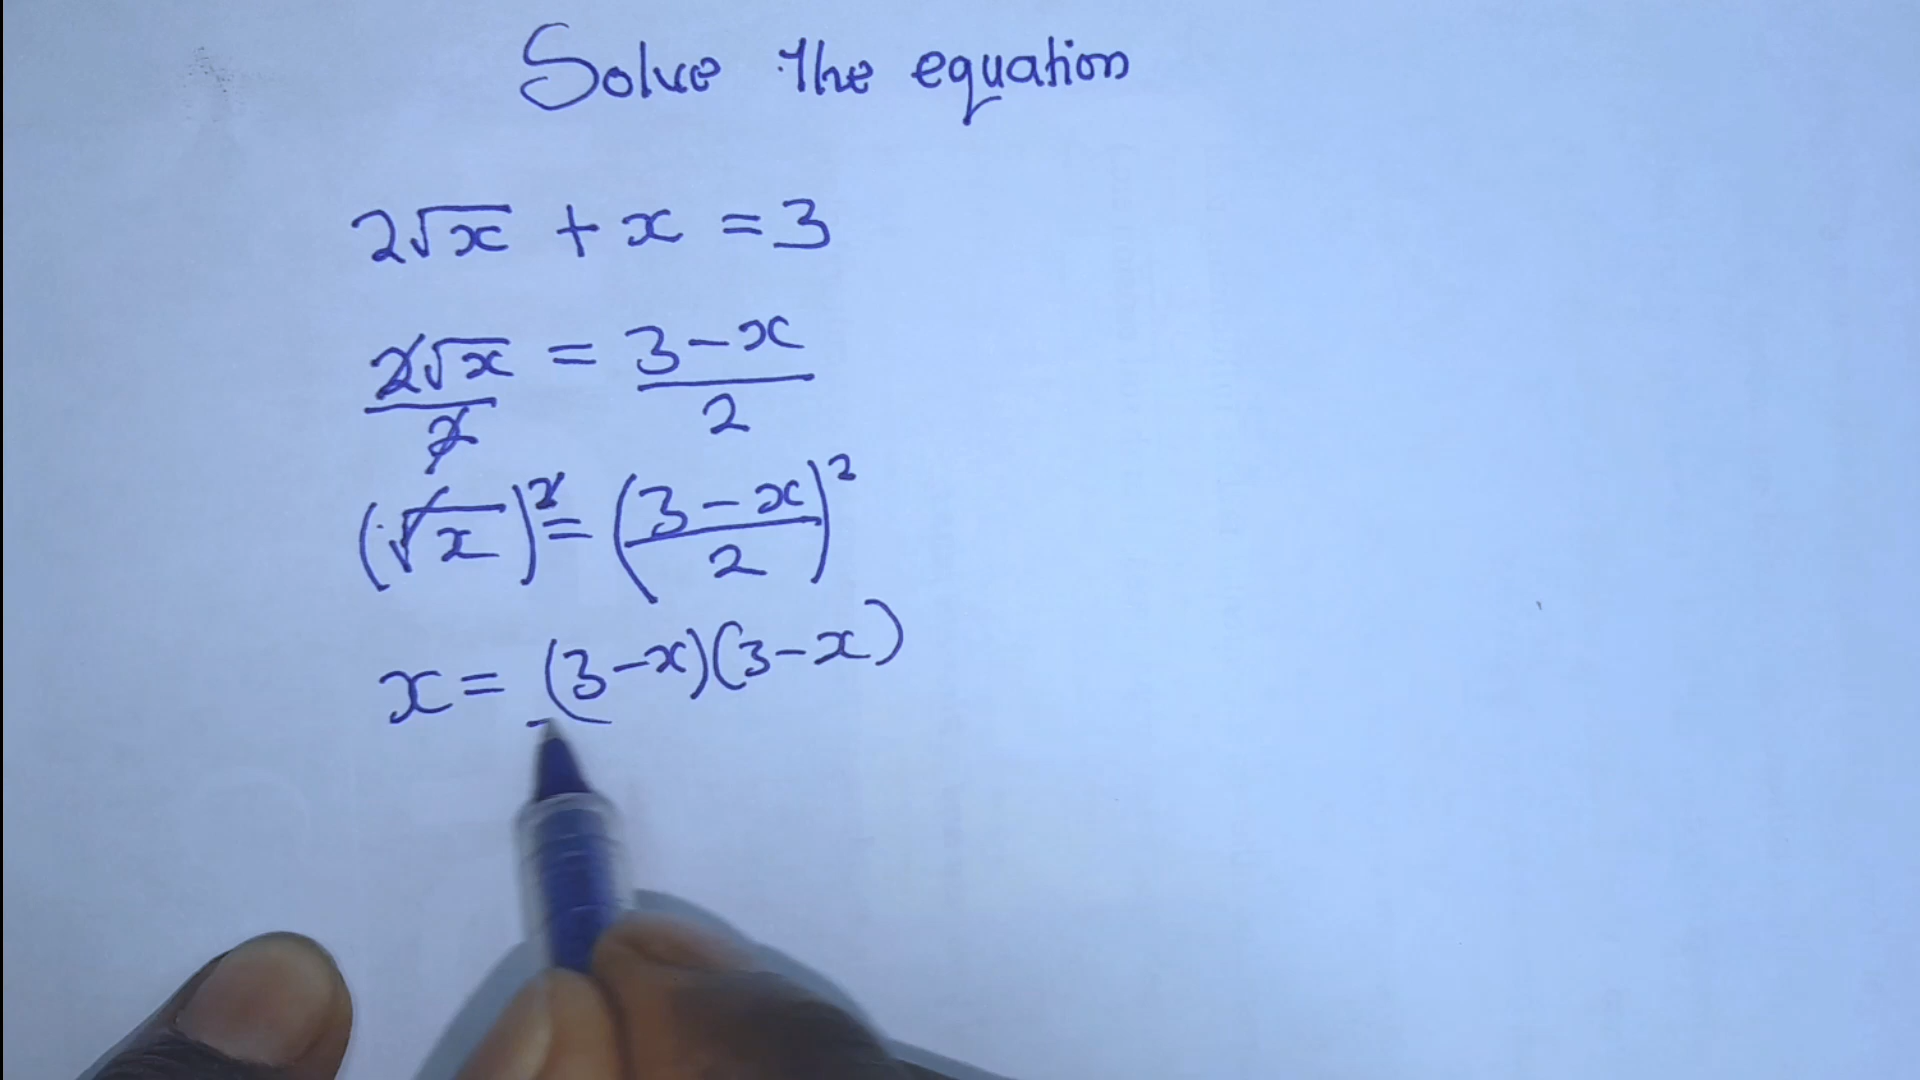 Solve the equation
2√x + x = 3
2√x/2 = 3-x/2
(√x)² = (3-x/2)²
x = (3-x)(3-x)